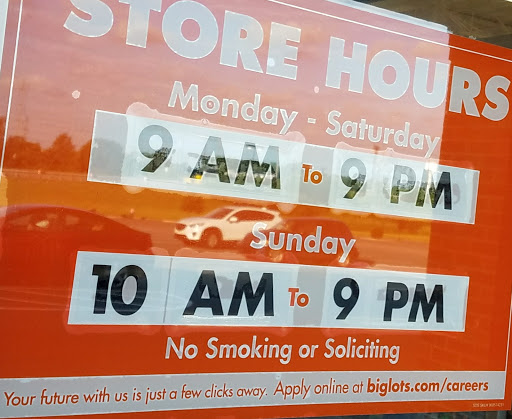 STORE HOURS
Monday - Saturday
9 AM To 9 PM
Sunday
10 AM To 9 PM
No Smoking or Soliciting
Your future with us is just a few clicks away. Apply online at biglots.com/careers